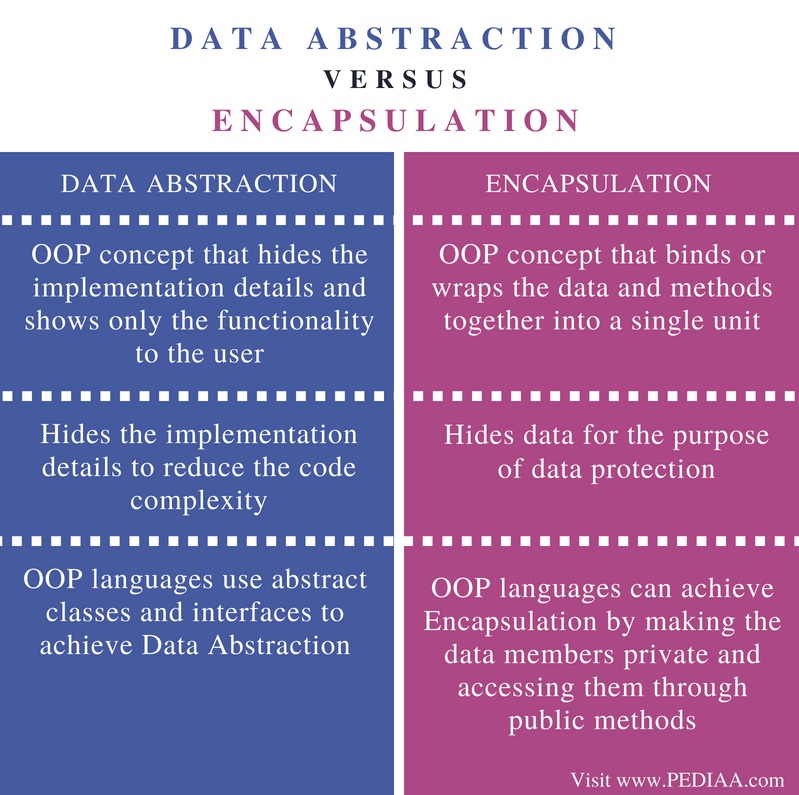 DATA ABSTRACTION
VERSUS
ENCAPSULATION
DATA ABSTRACTION
OOP concept that hides the
implementation details and
shows only the functionality
to the user
Hides the implementation
details to reduce the code
complexity
OOP languages use abstract
classes and interfaces to
achieve Data Abstraction
ENCAPSULATION
OOP concept that binds or
wraps the data and methods
together into a single unit
Hides data for the purpose
of data protection
OOP languages can achieve
Encapsulation by making the
data members private and
accessing them through
public methods
Visit www.PEDIAA.com